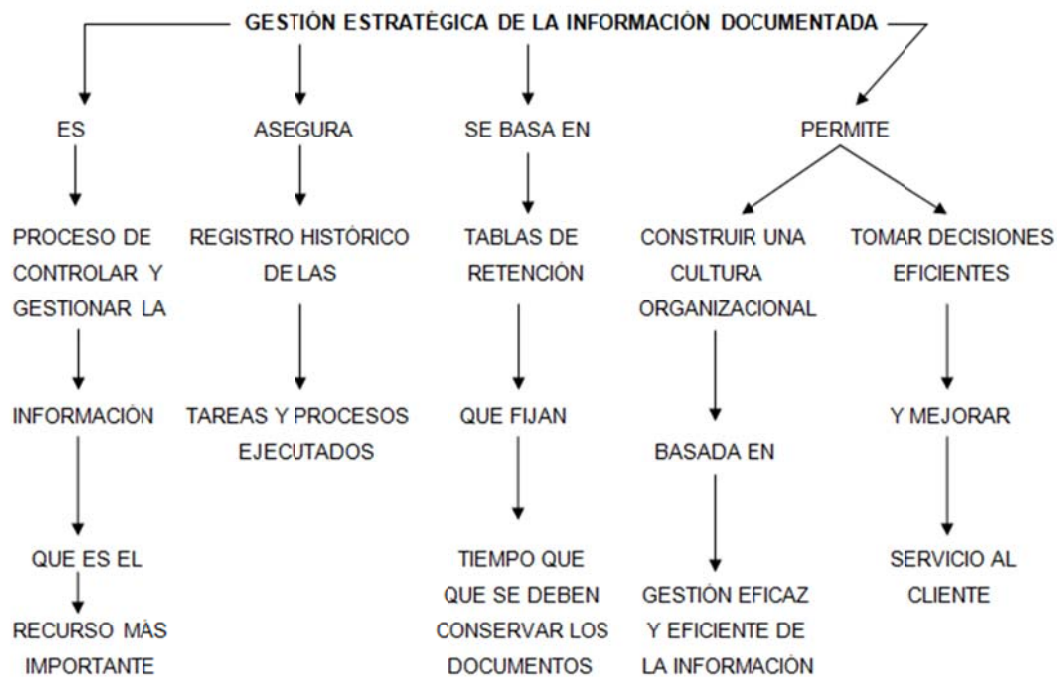 GESTIÓN ESTRATÉGICA DE LA INFORMACIÓN DOCUMENTADA
ES
PROCESO DE
CONTROLAR Y
GESTIONAR LA
INFORMACIÓN
QUE ES EL
RECURSO MÁS
IMPORTANTE
ASEGURA
REGISTRO HISTÓRICO
DE LAS
TAREAS Y PROCESOS
EJECUTADOS
SE BASA EN
TABLAS DE
RETENCIÓN
QUE FIJAN
TIEMPO QUE
QUE SE DEBEN
CONSERVAR LOS
DOCUMENTOS
PERMITE
CONSTRUIR UNA
CULTURA
ORGANIZACIONAL
BASADA EN
GESTIÓN EFICAZ
Y EFICIENTE DE
LA INFORMACIÓN
TOMAR DECISIONES
EFICIENTES
Y MEJORAR
SERVICIO AL
CLIENTE